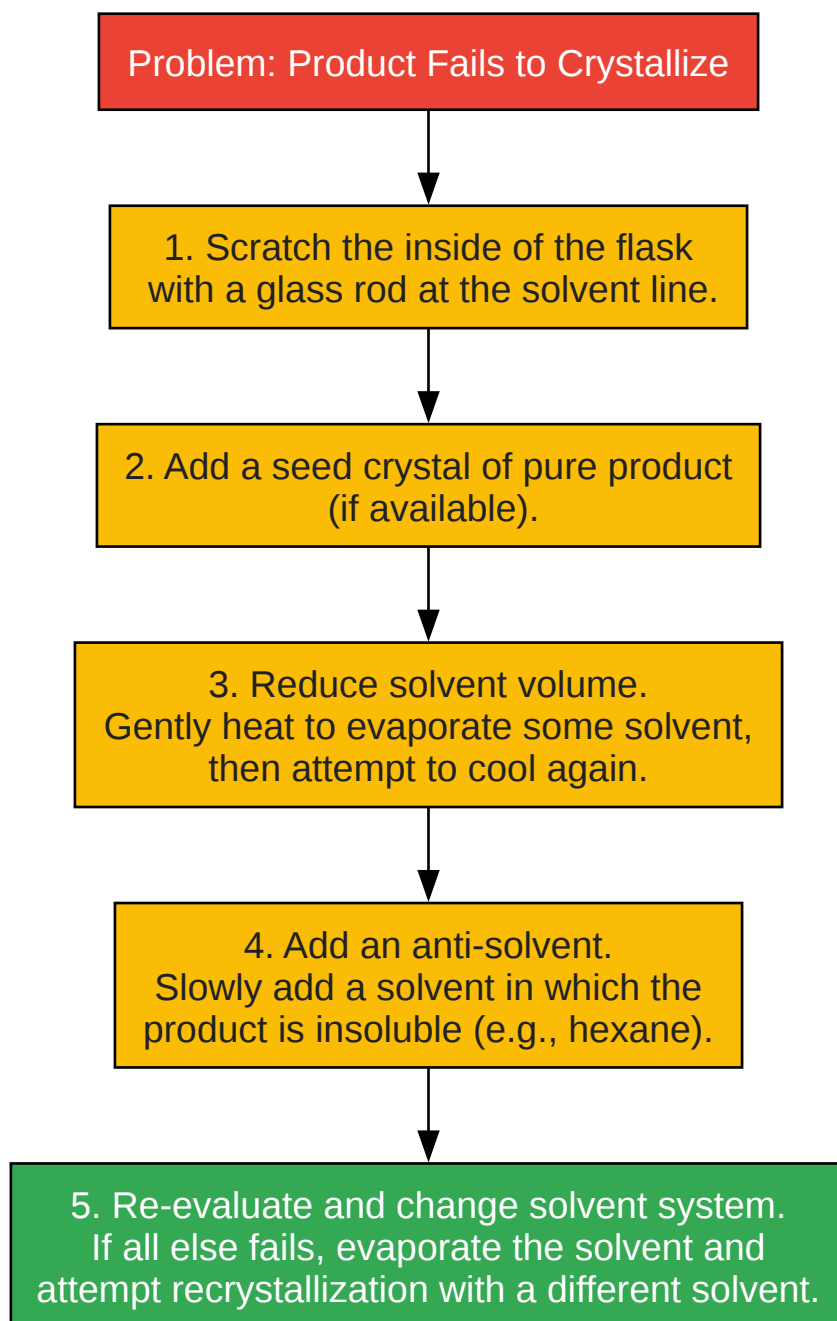 Problem: Product Fails to Crystallize
1. Scratch the inside of the flask
with a glass rod at the solvent line.
2. Add a seed crystal of pure product
(if available).
3. Reduce solvent volume.
Gently heat to evaporate some solvent,
then attempt to cool again.
4. Add an anti-solvent.
Slowly add a solvent in which the
product is insoluble (e.g., hexane).
5. Re-evaluate and change solvent system.
If all else fails, evaporate the solvent and
attempt recrystallization with a different solvent.